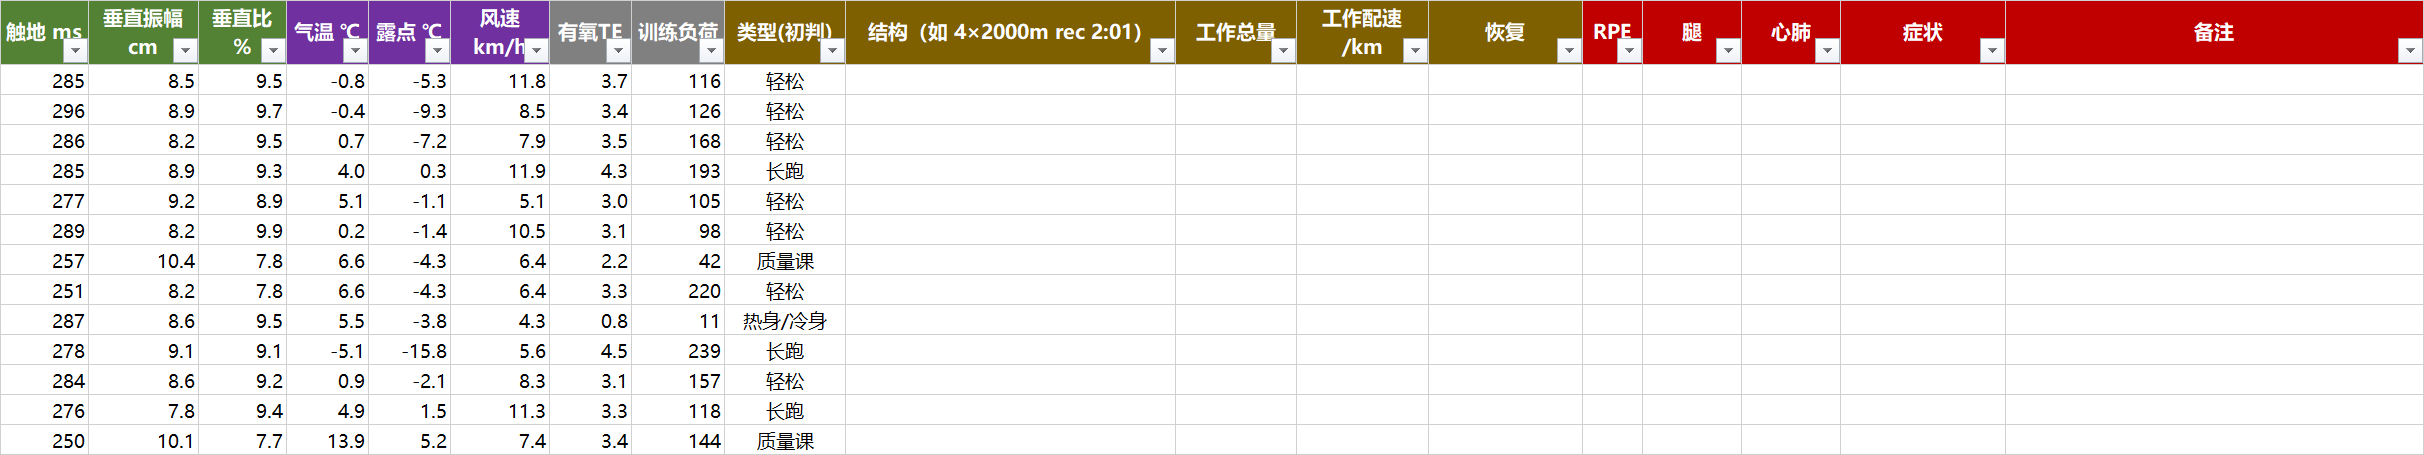 触地 ms 垂直振幅 cm 垂直比 % 气温 ℃ 露点 ℃ 风速 km/h 有氧TE 训练负荷 类型(初判) 结构（如 4×2000m rec 2:01） 工作总量 工作配速 /km 恢复 RPE 腿 心肺 症状 备注
285 8.5 9.5 -0.8 -5.3 11.8 3.7 116 轻松
296 8.9 9.7 -0.4 -9.3 8.5 3.4 126 轻松
286 8.2 9.5 0.7 -7.2 7.9 3.5 168 轻松
285 8.9 9.3 4.0 0.3 11.9 4.3 193 长跑
277 9.2 8.9 5.1 -1.1 5.1 3.0 105 轻松
289 8.2 9.9 0.2 -1.4 10.5 3.1 98 轻松
257 10.4 7.8 6.6 -4.3 6.4 2.2 42 质量课
251 8.2 7.8 6.6 -4.3 6.4 3.3 220 轻松
287 8.6 9.5 5.5 -3.8 4.3 0.8 11 热身/冷身
278 9.1 9.1 -5.1 -15.8 5.6 4.5 239 长跑
284 8.6 9.2 0.9 -2.1 8.3 3.1 157 轻松
276 7.8 9.4 4.9 1.5 11.3 3.3 118 长跑
250 10.1 7.7 13.9 5.2 7.4 3.4 144 质量课